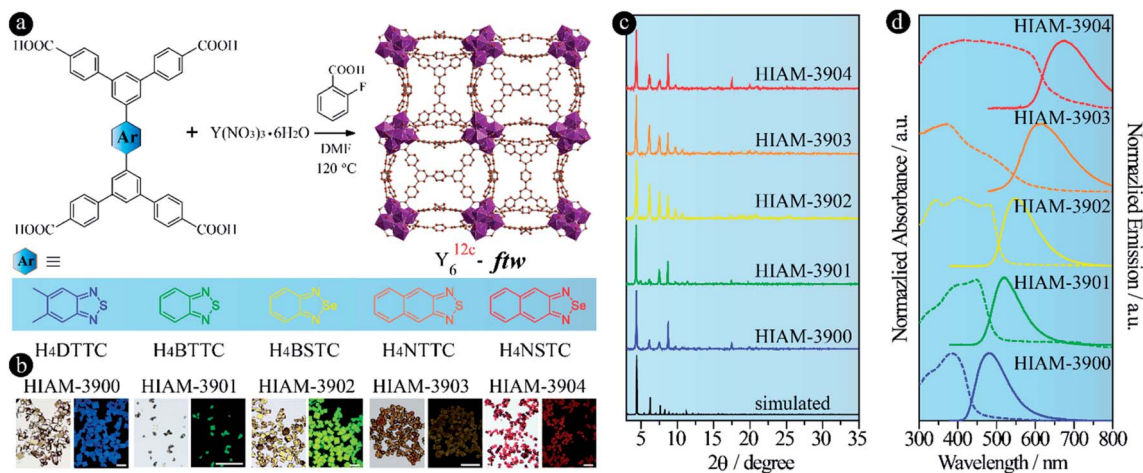 a
HOOC
COOH
COOH
F
Ar
+
Y(NO₃)₃•6H₂O
DMF
120 °C
HOOC
COOH
Y₆¹²ᶜ - ftw
Ar ≡
N S N
N S N
N Se N
N S N
N Se N
H₄DTTC H₄BTTC H₄BSTC H₄NTTC H₄NSTC
b
HIAM-3900 HIAM-3901 HIAM-3902 HIAM-3903 HIAM-3904
c
HIAM-3904
HIAM-3903
HIAM-3902
HIAM-3901
HIAM-3900
simulated
0 5 10 15 20 25 30 35
2θ / degree
d
Normazlied Absorbance / a.u.
HIAM-3904
HIAM-3903
HIAM-3902
HIAM-3901
HIAM-3900
300 400 500 600 700 800
Wavelength / nm
Normazlied Emission / a.u.